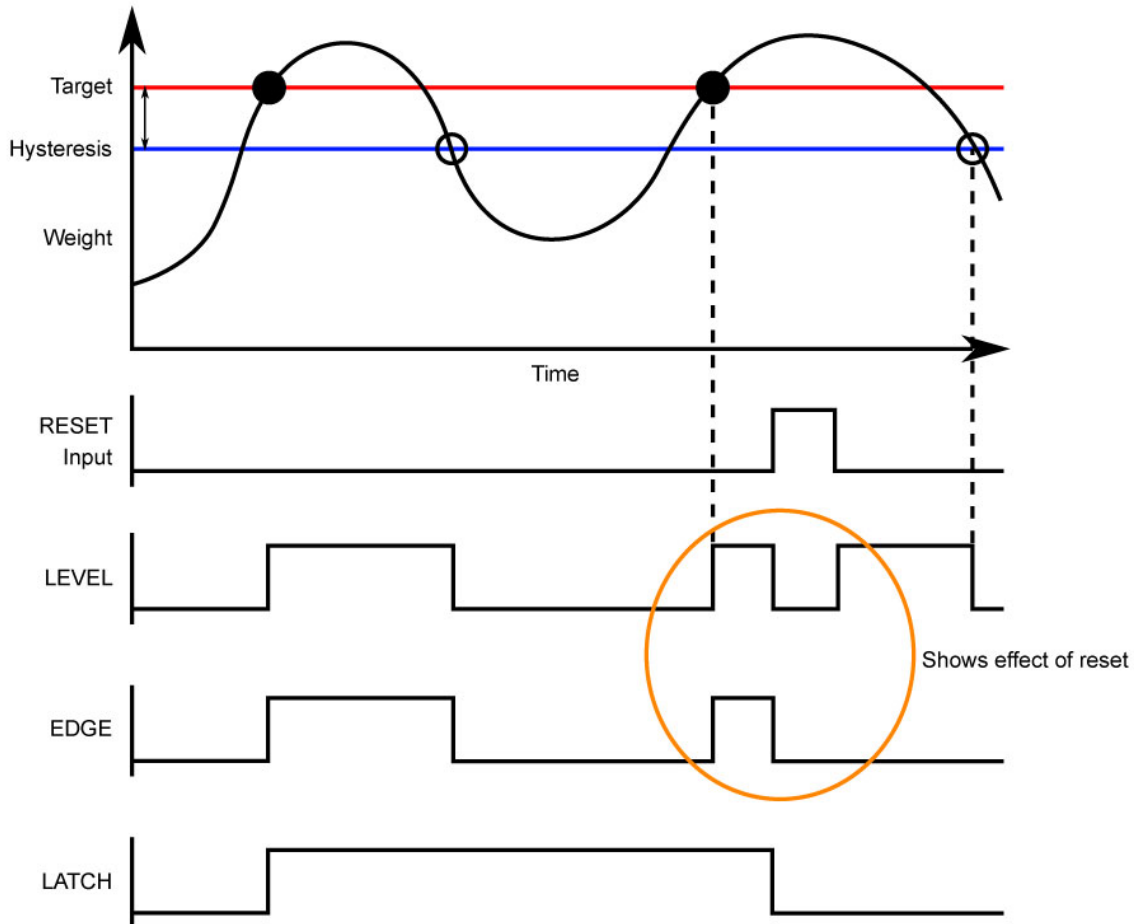 Target
Hysteresis
Weight
Time
RESET
Input
LEVEL
Shows effect of reset
EDGE
LATCH